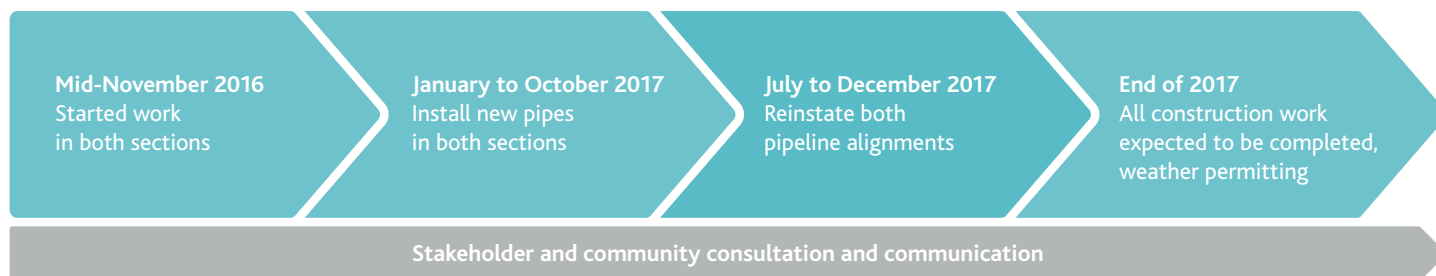 Mid-November 2016
Started work
in both sections
January to October 2017
Install new pipes
in both sections
July to December 2017
Reinstate both
pipeline alignments
End of 2017
All construction work
expected to be completed,
weather permitting
Stakeholder and community consultation and communication